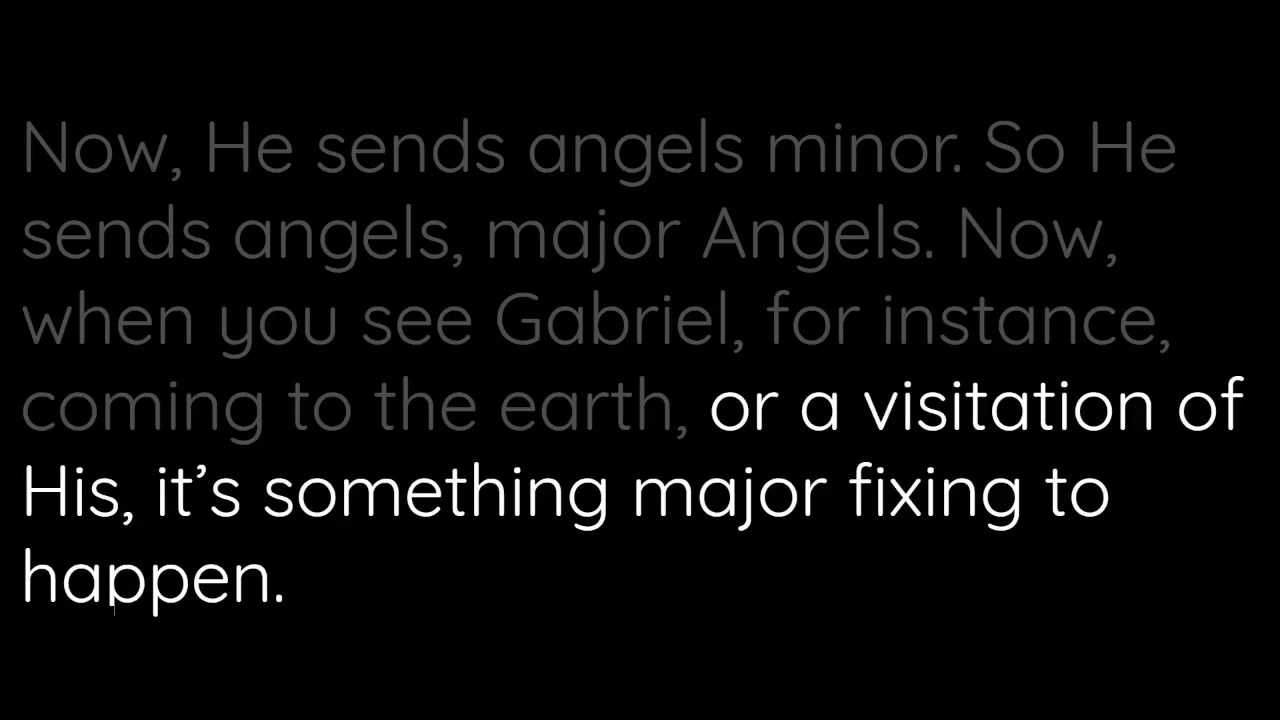 Now, He sends angels minor. So He
sends angels, major Angels. Now,
when you see Gabriel, for instance,
coming to the earth, or a visitation of
His, it’s something major fixing to
happen.